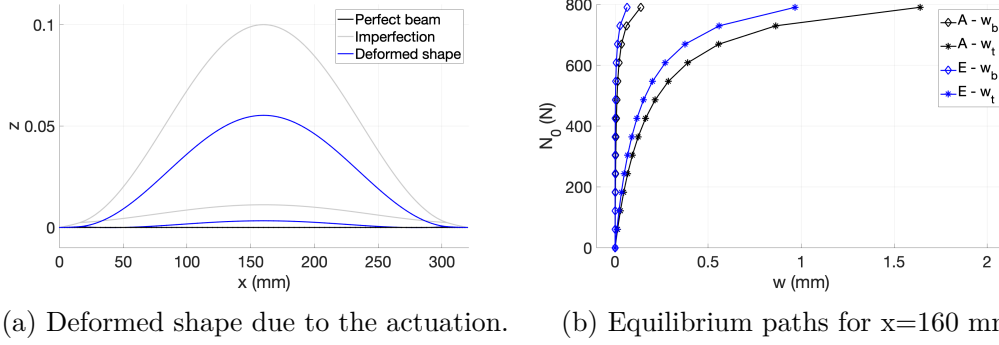 0.1
0.05
0
z
0 50 100 150 200 250 300
x (mm)
Perfect beam
Imperfection
Deformed shape
800
600
400
200
0
N0 (N)
0 0.5 1 1.5 2
w (mm)
A - wb
A - wt
E - wb
E - wt
(a) Deformed shape due to the actuation.
(b) Equilibrium paths for x=160 mm